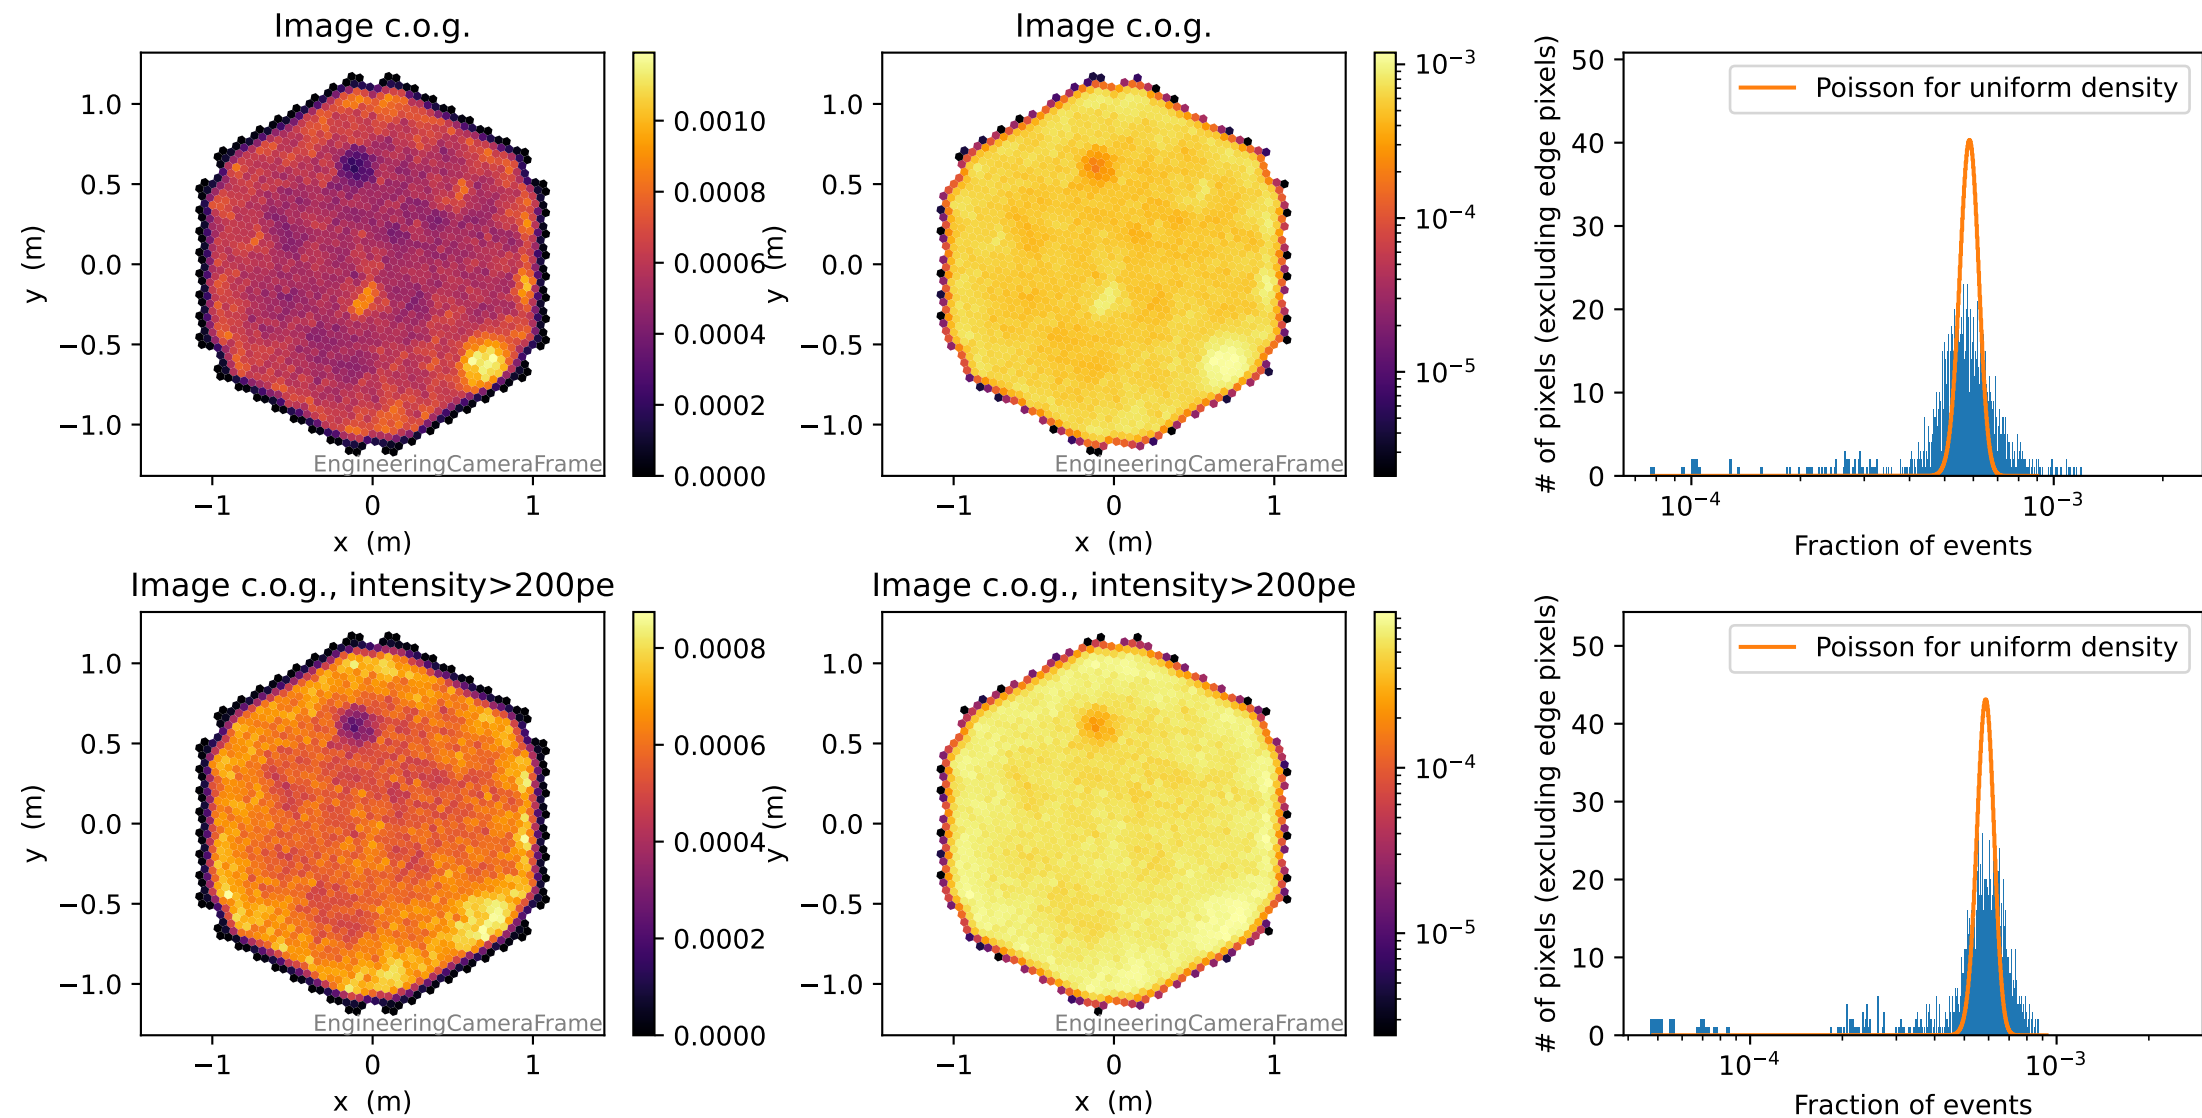 Image c.o.g.
1.0
0.5
0.0
−0.5
−1.0
y (m)
−1 0 1
x (m)
EngineeringCameraFrame
0.0010
0.0008
0.0006
0.0004
0.0002
0.0000
Image c.o.g.
1.0
0.5
0.0
−0.5
−1.0
y (m)
−1 0 1
x (m)
EngineeringCameraFrame
10⁻³
10⁻⁴
10⁻⁵
# of pixels (excluding edge pixels)
50
40
30
20
10
0
Poisson for uniform density
10⁻⁴ 10⁻³
Fraction of events
Image c.o.g., intensity>200pe
1.0
0.5
0.0
−0.5
−1.0
y (m)
−1 0 1
x (m)
EngineeringCameraFrame
0.0008
0.0006
0.0004
0.0002
0.0000
Image c.o.g., intensity>200pe
1.0
0.5
0.0
−0.5
−1.0
y (m)
−1 0 1
x (m)
EngineeringCameraFrame
10⁻⁴
10⁻⁵
# of pixels (excluding edge pixels)
50
40
30
20
10
0
Poisson for uniform density
10⁻⁴ 10⁻³
Fraction of events